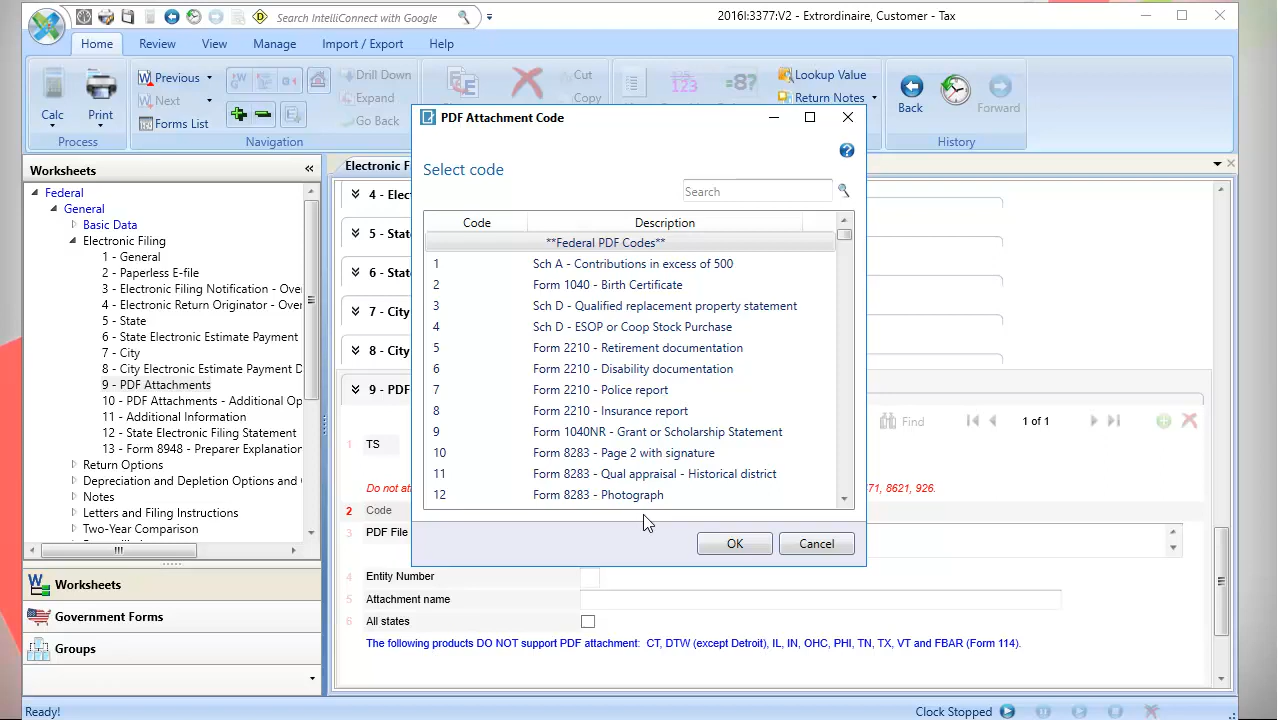 Search IntelliConnect with Google
2016I:3377:V2 - Extrordinaire, Customer - Tax
Home
Review
View
Manage
Import / Export
Help
Calc
Print
Process
Previous
Next
Forms List
Navigation
Drill Down
Expand
Go Back
Cut
Copy
123
=8?
Lookup Value
Return Notes
Back
Forward
History
Worksheets
Federal
General
Basic Data
Electronic Filing
1 - General
2 - Paperless E-file
3 - Electronic Filing Notification - Ove
4 - Electronic Return Originator - Over
5 - State
6 - State Electronic Estimate Payment
7 - City
8 - City Electronic Estimate Payment D
9 - PDF Attachments
10 - PDF Attachments - Additional Op
11 - Additional Information
12 - State Electronic Filing Statement
13 - Form 8948 - Preparer Explanation
Return Options
Depreciation and Depletion Options and
Notes
Letters and Filing Instructions
Two-Year Comparison
Worksheets
Government Forms
Groups
Electronic F
4 - Elec
5 - Stat
6 - Stat
7 - City
8 - City
9 - PDF
Find
1 of 1
1 TS
Do not at
71, 8621, 926.
2 Code
3 PDF File
4 Entity Number
5 Attachment name
6 All states
The following products DO NOT support PDF attachment: CT, DTW (except Detroit), IL, IN, OHC, PHI, TN, TX, VT and FBAR (Form 114).
PDF Attachment Code
Select code
Search
Code Description
**Federal PDF Codes**
1 Sch A - Contributions in excess of 500
2 Form 1040 - Birth Certificate
3 Sch D - Qualified replacement property statement
4 Sch D - ESOP or Coop Stock Purchase
5 Form 2210 - Retirement documentation
6 Form 2210 - Disability documentation
7 Form 2210 - Police report
8 Form 2210 - Insurance report
9 Form 1040NR - Grant or Scholarship Statement
10 Form 8283 - Page 2 with signature
11 Form 8283 - Qual appraisal - Historical district
12 Form 8283 - Photograph
OK
Cancel
Ready!
Clock Stopped